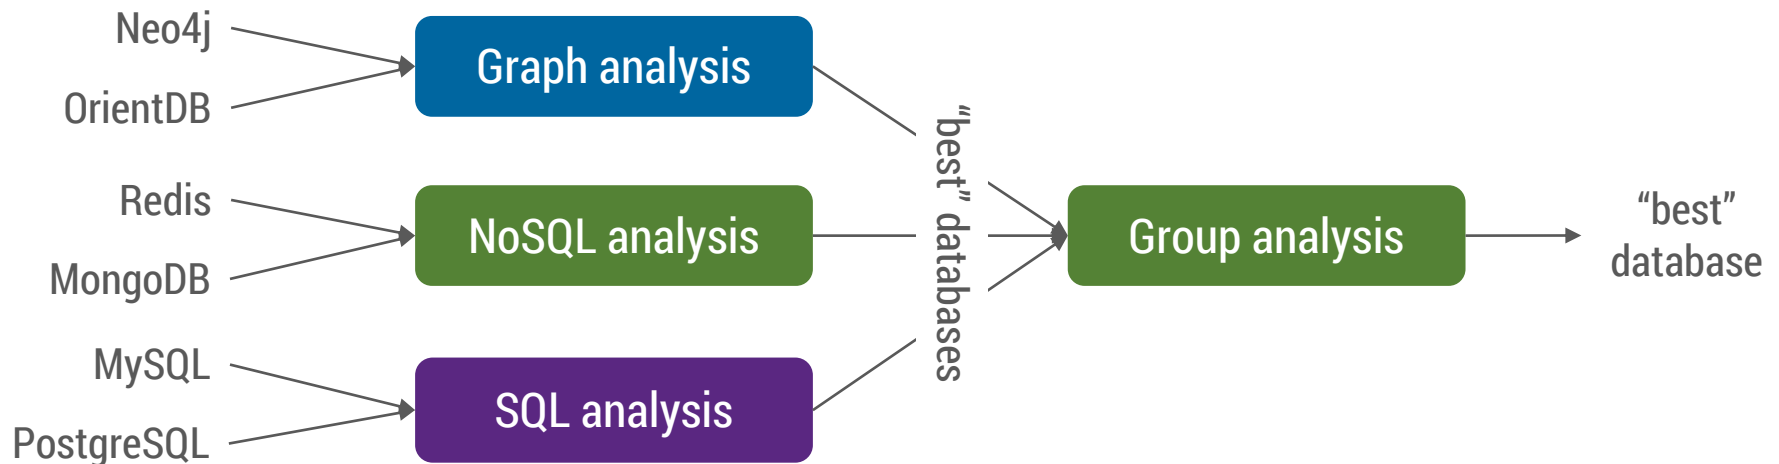 Neo4j
OrientDB
Graph analysis
Redis
MongoDB
NoSQL analysis
MySQL
PostgreSQL
SQL analysis
“best” databases
Group analysis
“best”
database